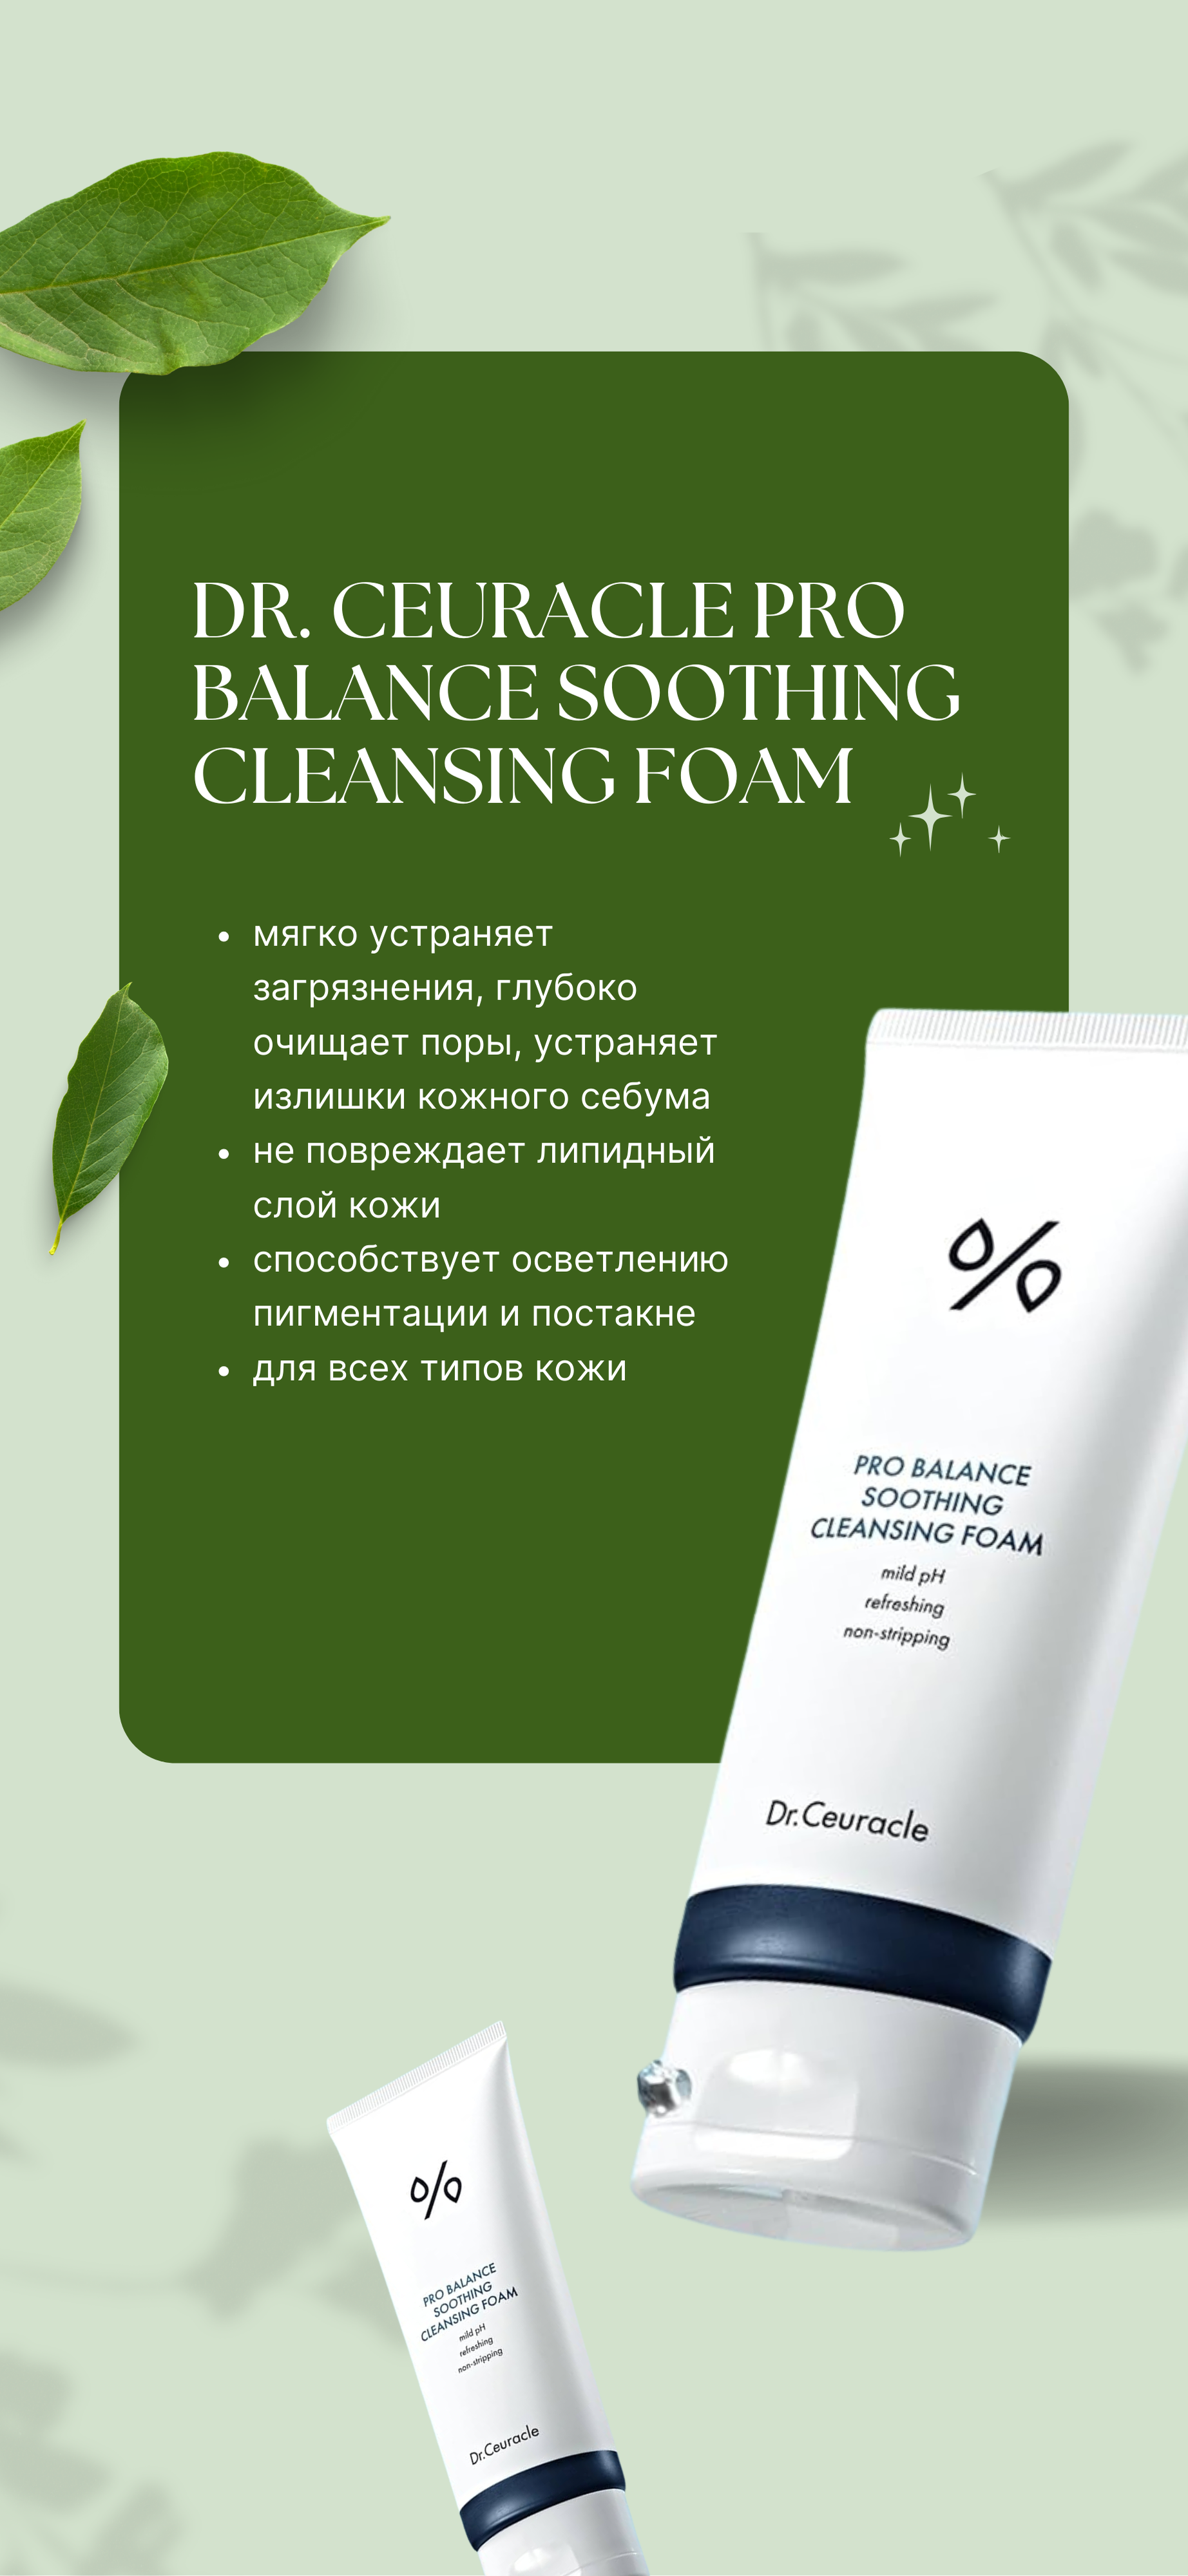 DR. CEURACLE PRO
BALANCE SOOTHING
CLEANSING FOAM
• мягко устраняет
загрязнения, глубоко
очищает поры, устраняет
излишки кожного себума
• не повреждает липидный
слой кожи
• способствует осветлению
пигментации и постакне
• для всех типов кожи
%
PRO BALANCE
SOOTHING
CLEANSING FOAM
mild pH
refreshing
non-stripping
Dr.Ceuracle
%
PRO BALANCE
SOOTHING
CLEANSING FOAM
mild pH
refreshing
non-stripping
Dr.Ceuracle